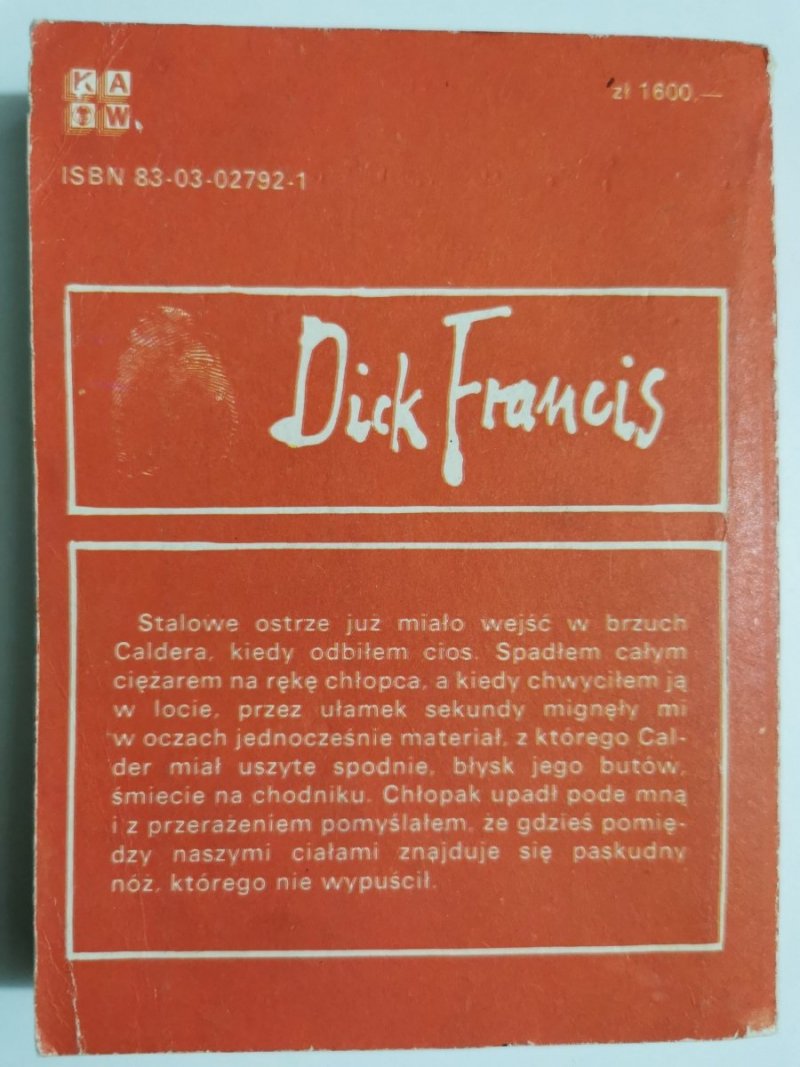 KA
W
zł 1600,—
ISBN 83-03-02792-1
Dick Francis
Stalowe ostrze już miało wejść w brzuch
Caldera, kiedy odbiłem cios. Spadłem całym
ciężarem na rękę chłopca, a kiedy chwyciłem ją
w locie, przez ułamek sekundy mignęły mi
w oczach jednocześnie materiał, z którego Cal-
der miał uszyte spodnie, błysk jego butów,
śmiecie na chodniku. Chłopak upadł pode mną
i z przerażeniem pomyślałem, że gdzieś pomię-
dzy naszymi ciałami znajduje się paskudny
nóż, którego nie wypuścił.